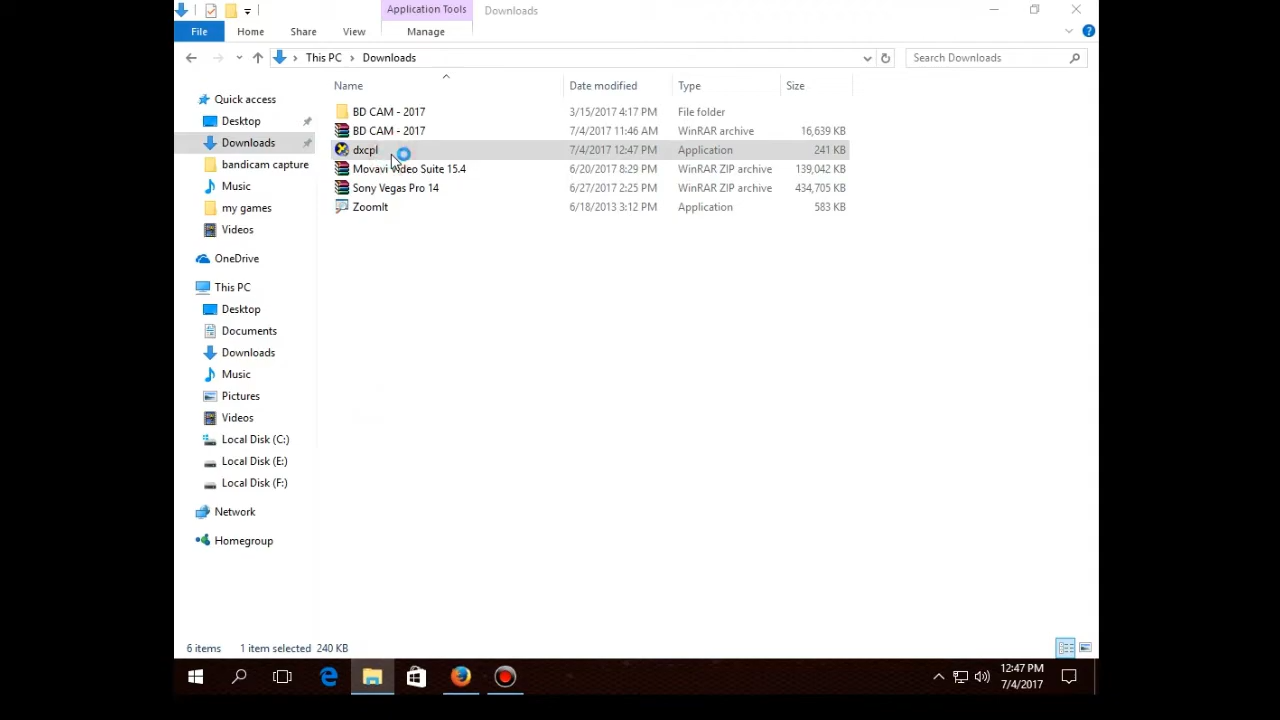 Application Tools
Downloads
File
Home
Share
View
Manage
This PC
Downloads
Search Downloads
Name
Date modified
Type
Size
BD CAM - 2017
3/15/2017 4:17 PM
File folder
BD CAM - 2017
7/4/2017 11:46 AM
WinRAR archive
16,639 KB
dxcpl
7/4/2017 12:47 PM
Application
241 KB
Movavi Video Suite 15.4
6/20/2017 8:29 PM
WinRAR ZIP archive
139,042 KB
Sony Vegas Pro 14
6/27/2017 2:25 PM
WinRAR ZIP archive
434,705 KB
ZoomIt
6/18/2013 3:12 PM
Application
583 KB
Quick access
Desktop
Downloads
bandicam capture
Music
my games
Videos
OneDrive
This PC
Desktop
Documents
Downloads
Music
Pictures
Videos
Local Disk (C:)
Local Disk (E:)
Local Disk (F:)
Network
Homegroup
6 items
1 item selected 240 KB
12:47 PM
7/4/2017